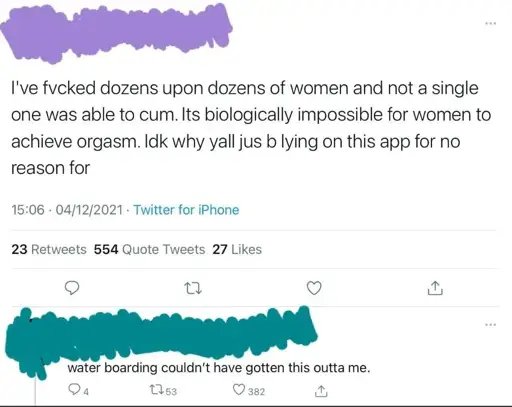 I've fvcked dozens upon dozens of women and not a single
one was able to cum. Its biologically impossible for women to
achieve orgasm. Idk why yall jus b lying on this app for no
reason for
15:06 · 04/12/2021 · Twitter for iPhone
23 Retweets 554 Quote Tweets 27 Likes
water boarding couldn't have gotten this outta me.
4 53 382